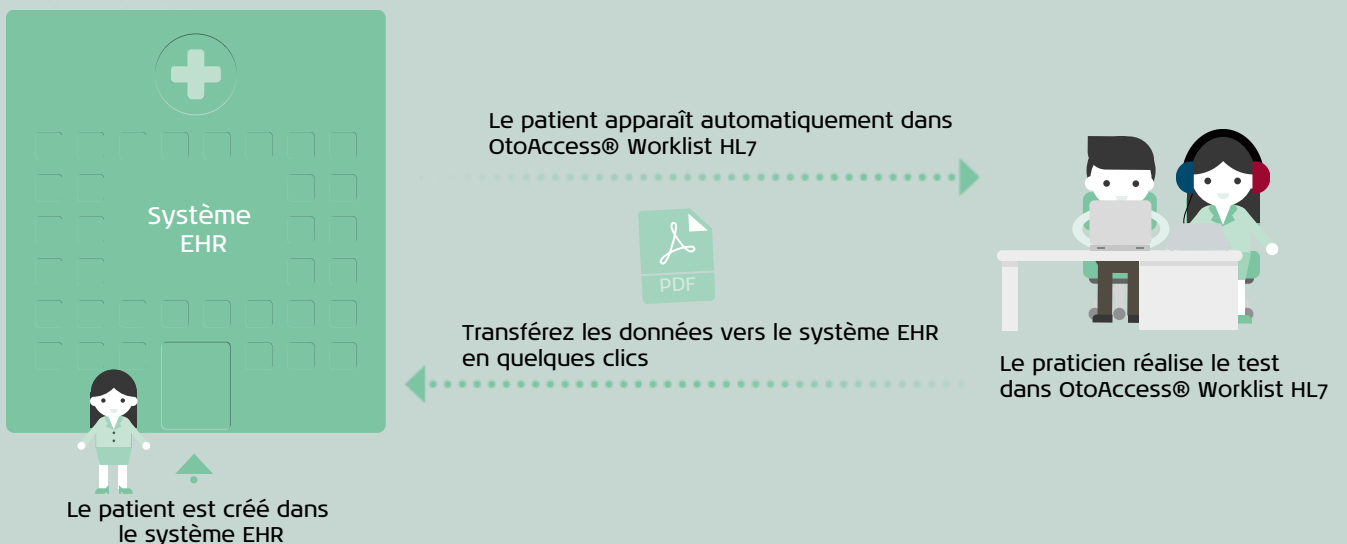 Système
EHR
Le patient apparaît automatiquement dans
OtoAccess® Worklist HL7
PDF
Transférez les données vers le système EHR
en quelques clics
Le praticien réalise le test
dans OtoAccess® Worklist HL7
Le patient est créé dans
le système EHR